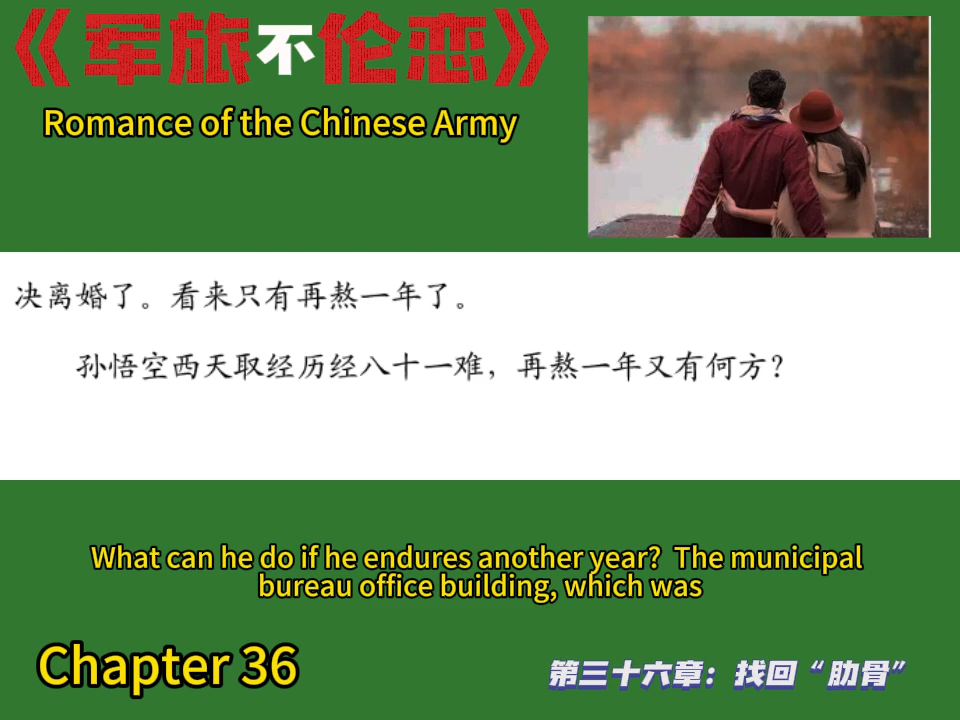 《军旅不伦恋》
Romance of the Chinese Army
决离婚了。看来只有再熬一年了。
孙悟空西天取经历经八十一难，再熬一年又有何方？
What can he do if he endures another year? The municipal
bureau office building, which was
Chapter 36
第三十六章：找回“肋骨”